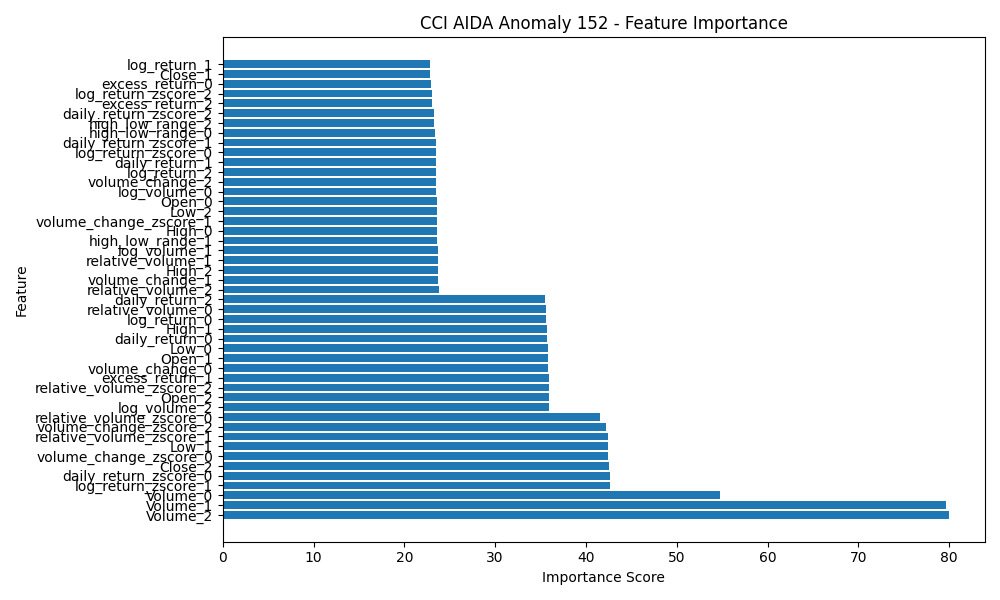 CCI AIDA Anomaly 152 - Feature Importance
log_return_1
Close_1
excess_return_0
log_return_zscore_2
excess_return_2
daily_return_zscore_2
high_low_range_2
high_low_range_0
daily_return_zscore_1
log_return_zscore_0
daily_return_1
log_return_2
volume_change_2
log_volume_0
Open_0
Low_2
volume_change_zscore_1
High_0
high_low_range_1
log_volume_1
relative_volume_1
High_2
volume_change_1
relative_volume_2
daily_return_2
relative_volume_0
log_return_0
High_1
daily_return_0
Low_0
Open_1
volume_change_0
excess_return_1
relative_volume_zscore_2
Open_2
log_volume_2
relative_volume_zscore_0
volume_change_zscore_2
relative_volume_zscore_1
Low_1
volume_change_zscore_0
Close_2
daily_return_zscore_0
log_return_zscore_1
Volume_0
Volume_1
Volume_2
Feature
0 10 20 30 40 50 60 70 80
Importance Score